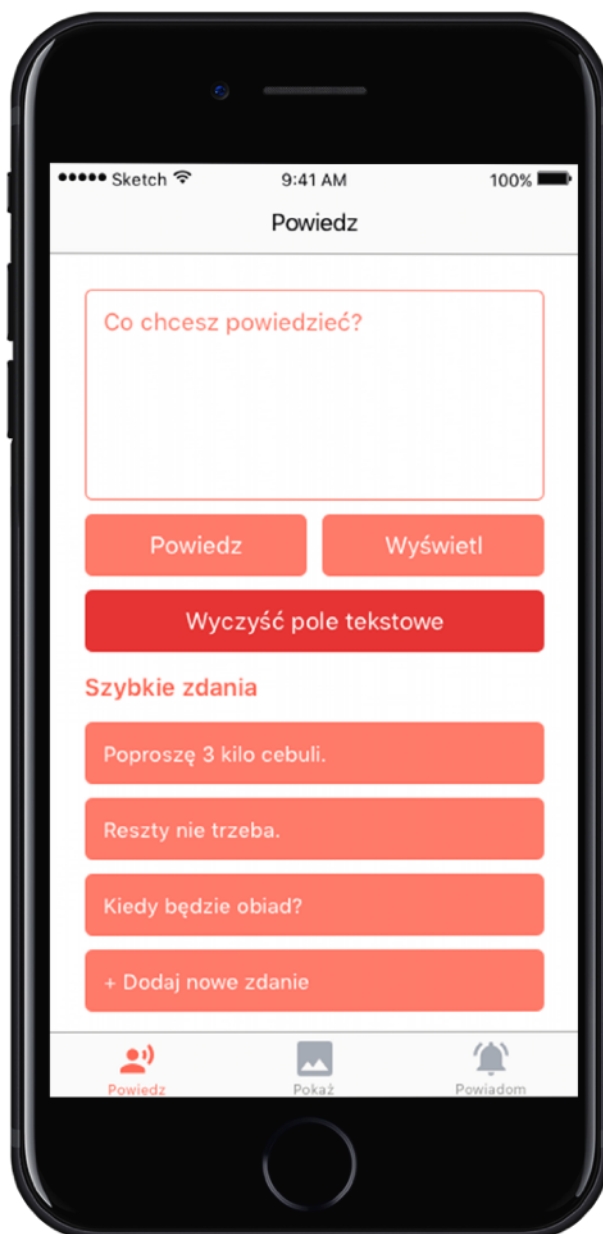 ••••• Sketch 9:41 AM 100%
Powiedz
Co chcesz powiedzieć?
Powiedz Wyświetl
Wyczyść pole tekstowe
Szybkie zdania
Poproszę 3 kilo cebuli.
Reszty nie trzeba.
Kiedy będzie obiad?
+ Dodaj nowe zdanie
Powiedz Pokaż Powiadom